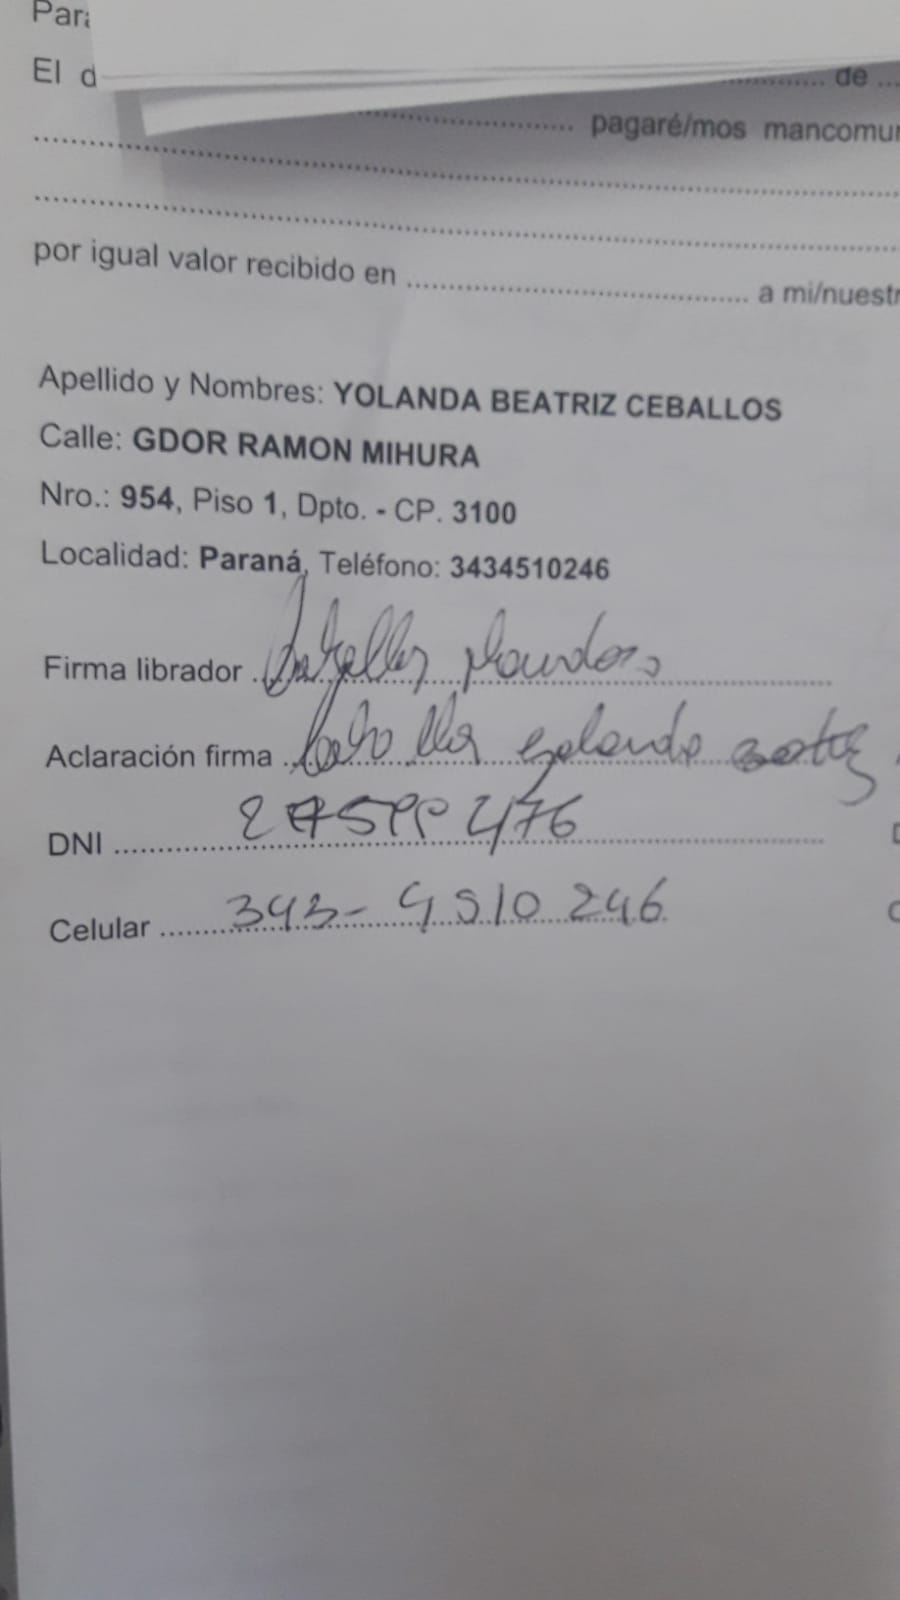 Para
El d de
pagaré/mos mancomun
por igual valor recibido en a mi/nuestr
Apellido y Nombres: YOLANDA BEATRIZ CEBALLOS
Calle: GDOR RAMON MIHURA
Nro.: 954, Piso 1, Dpto. - CP. 3100
Localidad: Paraná, Teléfono: 3434510246
Firma librador
Aclaración firma
DNI
Celular 343-4510246